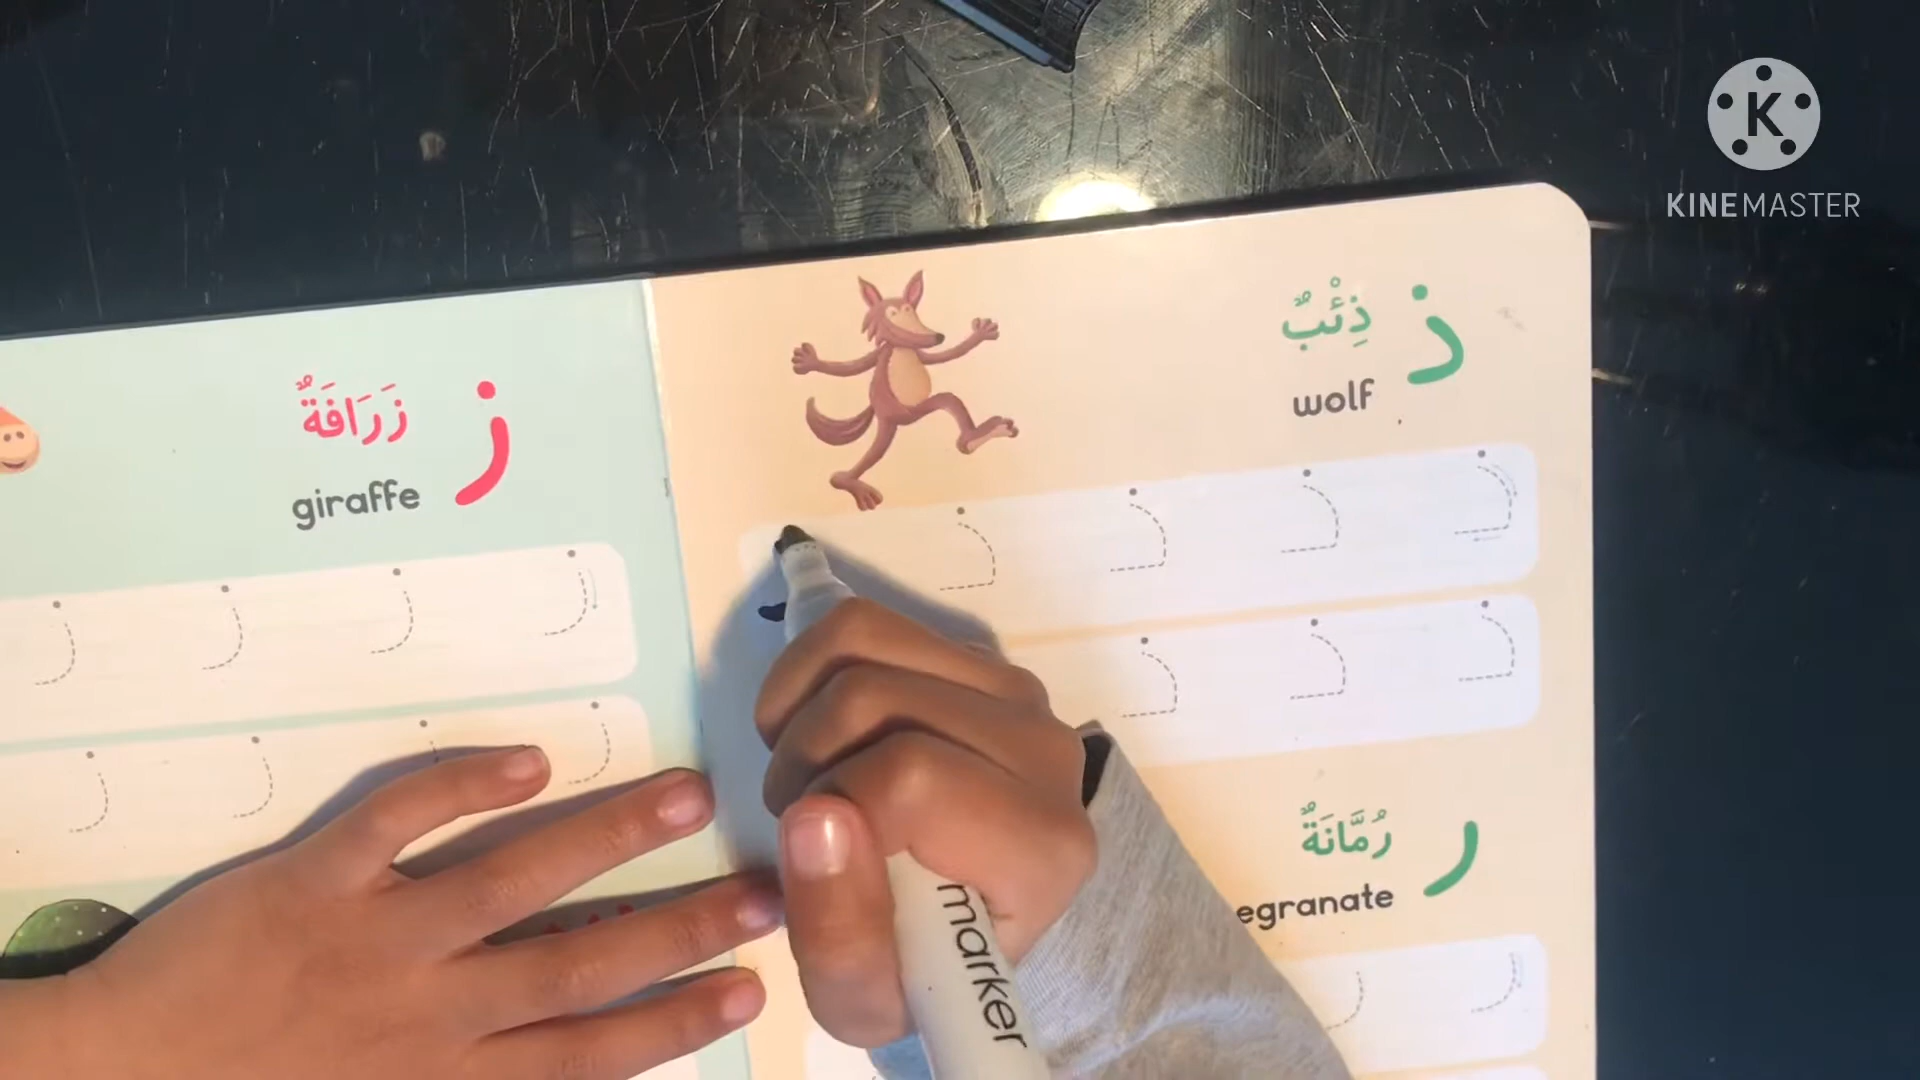 K
KINEMASTER
ذِئْبٌ ذ
wolf
زَرَافَةٌ ز
giraffe
رُمَّانَةٌ ر
egranate
marker